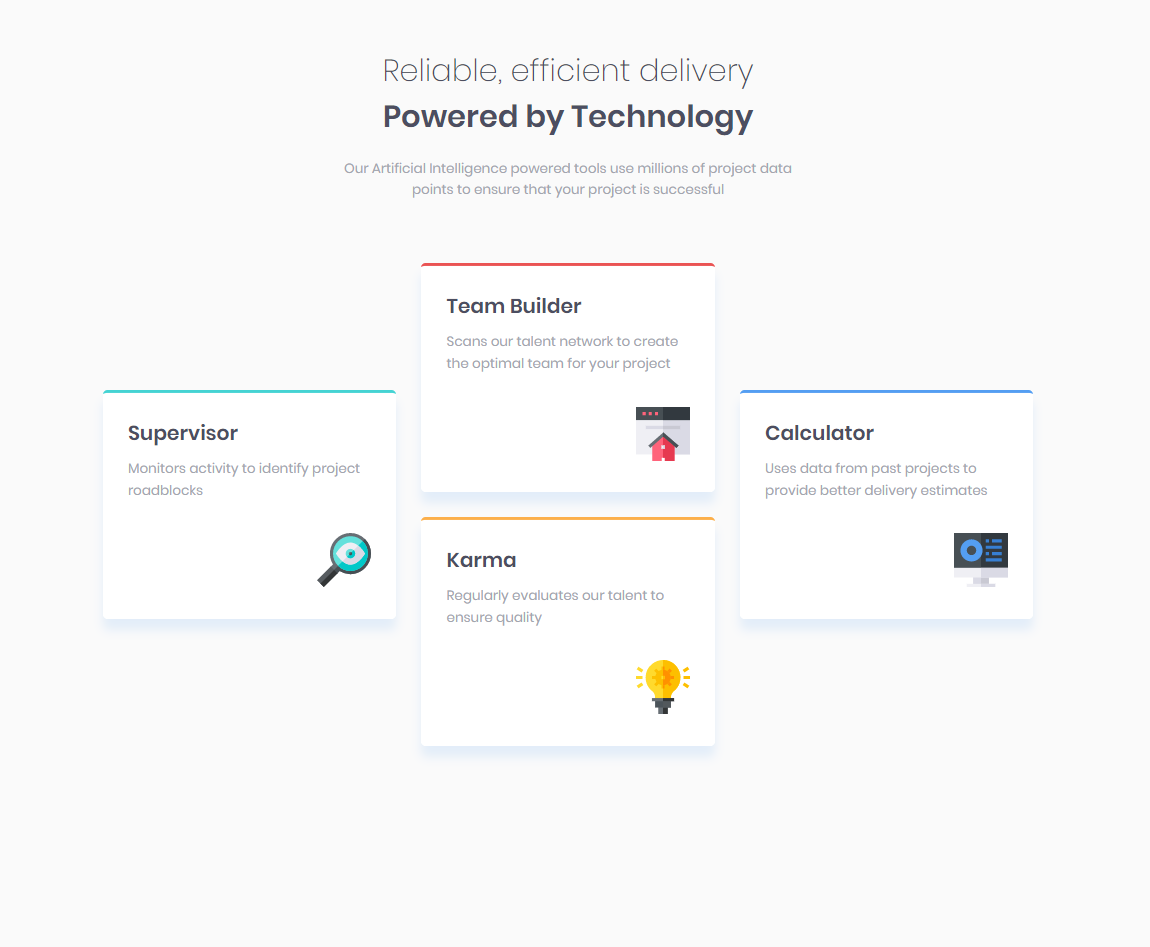 Reliable, efficient delivery
Powered by Technology
Our Artificial Intelligence powered tools use millions of project data
points to ensure that your project is successful
Supervisor
Monitors activity to identify project
roadblocks
Team Builder
Scans our talent network to create
the optimal team for your project
Karma
Regularly evaluates our talent to
ensure quality
Calculator
Uses data from past projects to
provide better delivery estimates